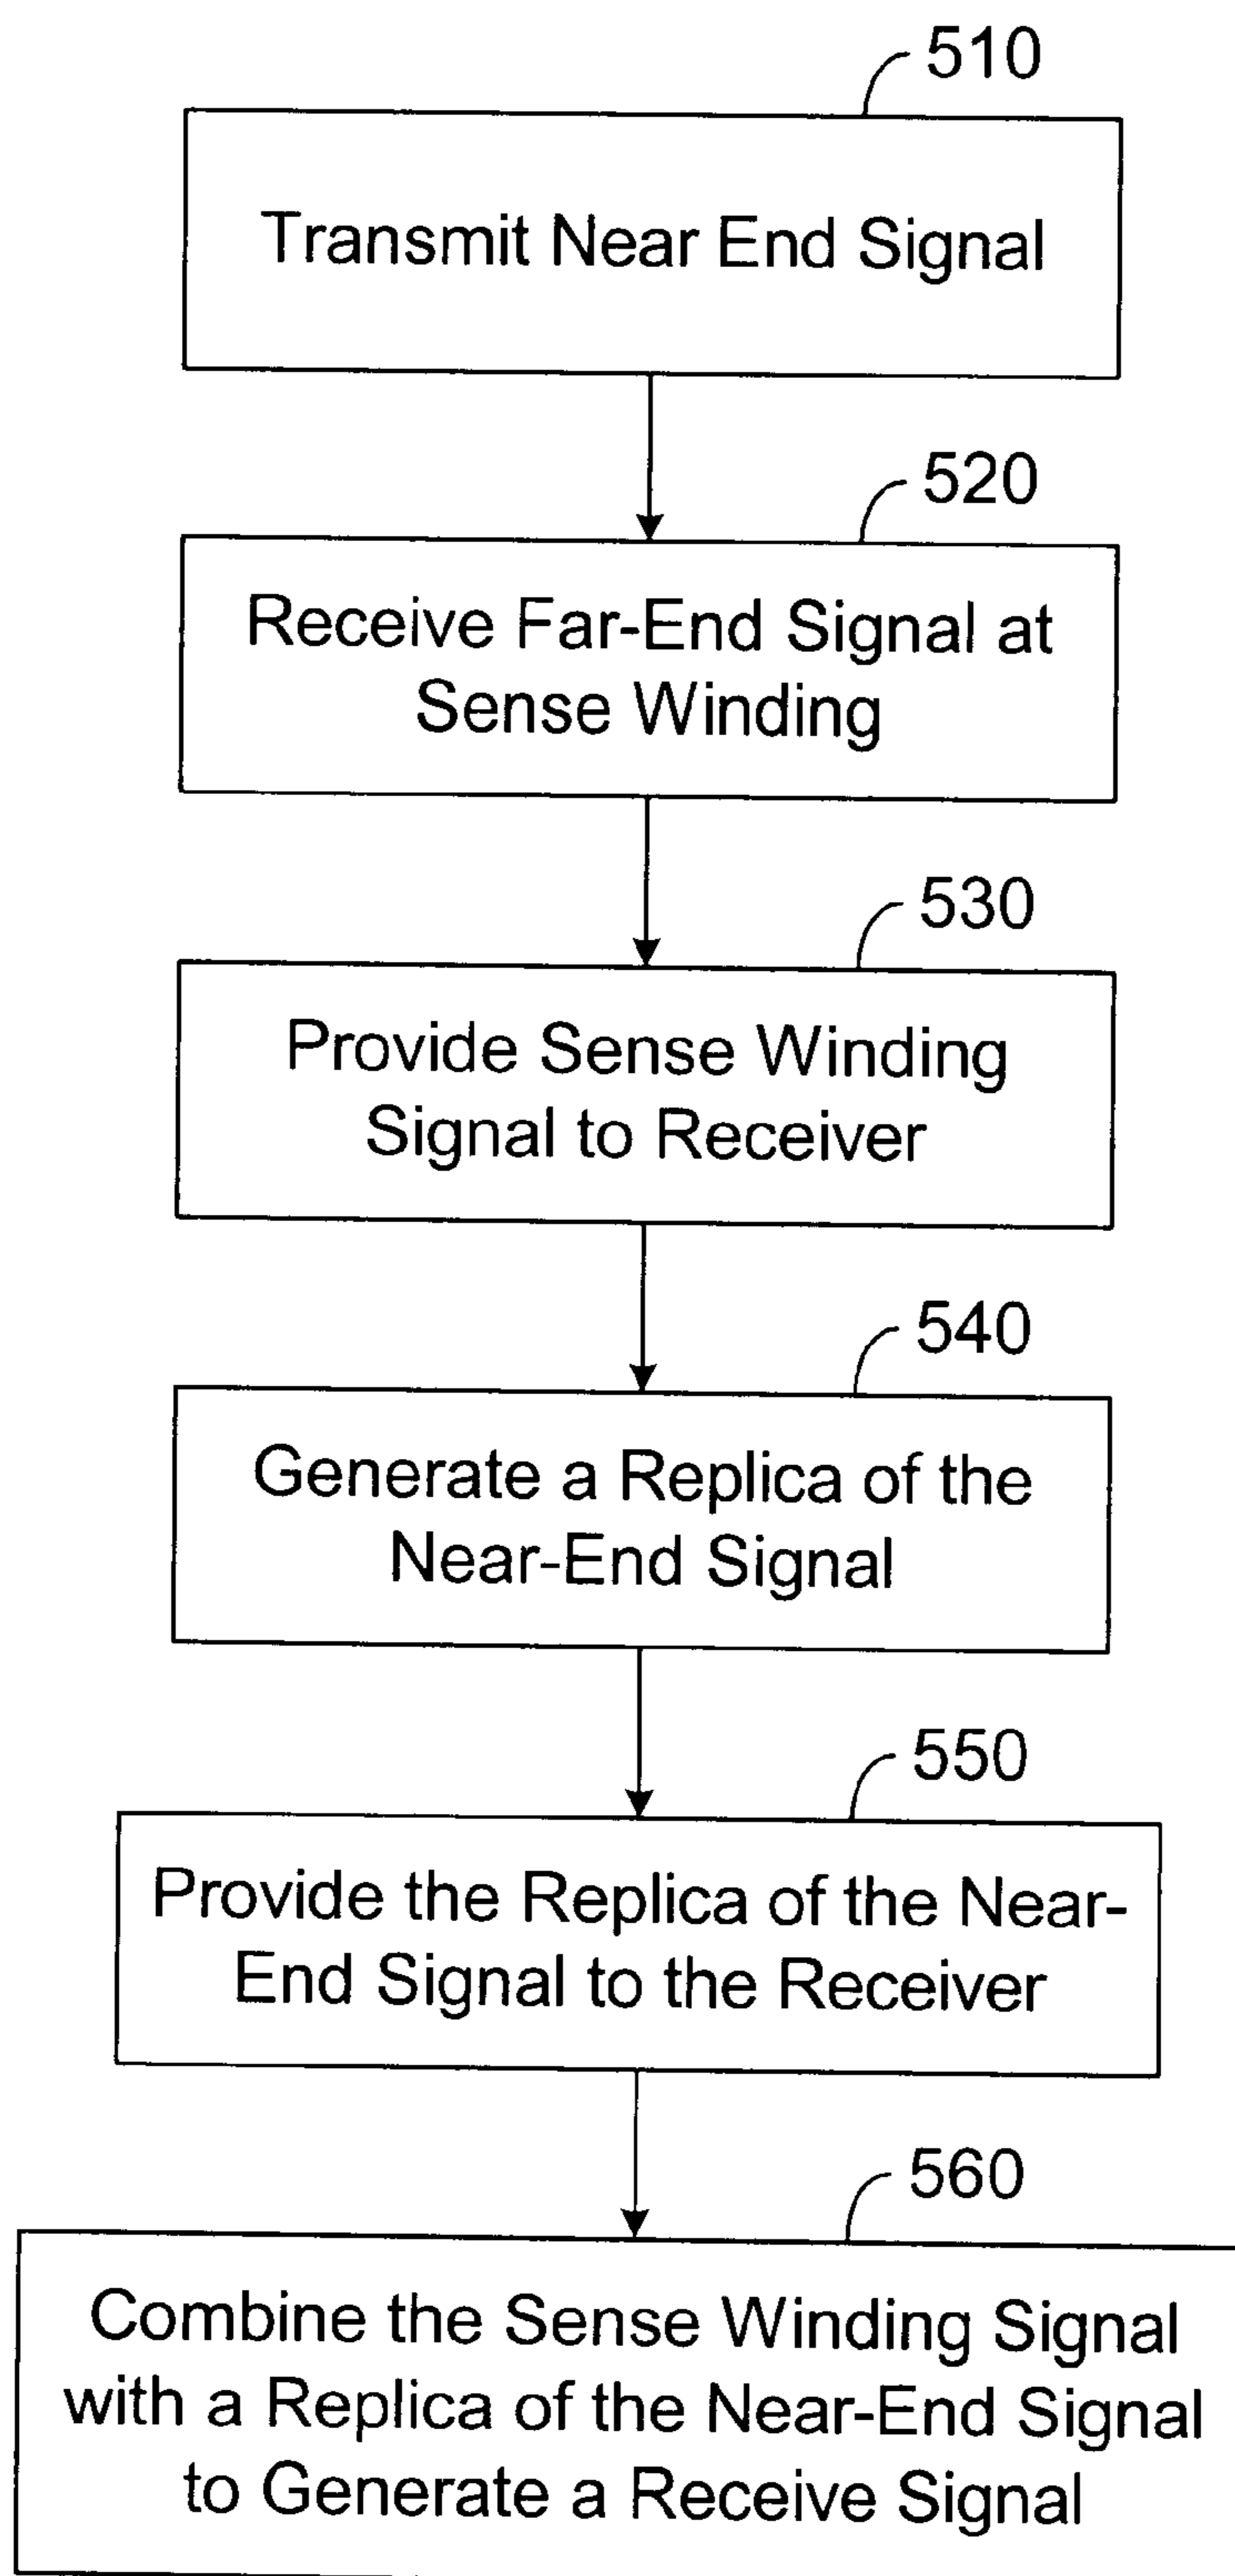 510
Transmit Near End Signal
520
Receive Far-End Signal at
Sense Winding
530
Provide Sense Winding
Signal to Receiver
540
Generate a Replica of the
Near-End Signal
550
Provide the Replica of the Near-
End Signal to the Receiver
560
Combine the Sense Winding Signal
with a Replica of the Near-End Signal
to Generate a Receive Signal